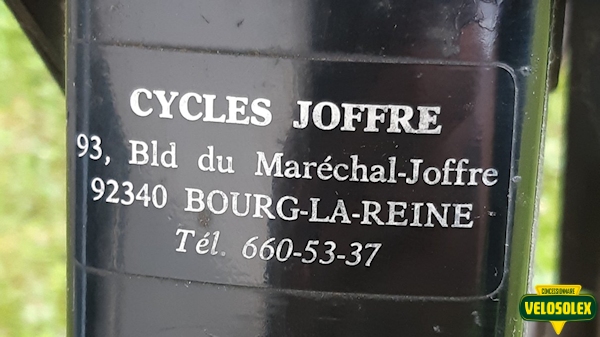 CYCLES JOFFRE
93, Bld du Maréchal-Joffre
92340 BOURG-LA-REINE
Tél. 660-53-37
CONCESSIONNAIRE
VELOSOLEX